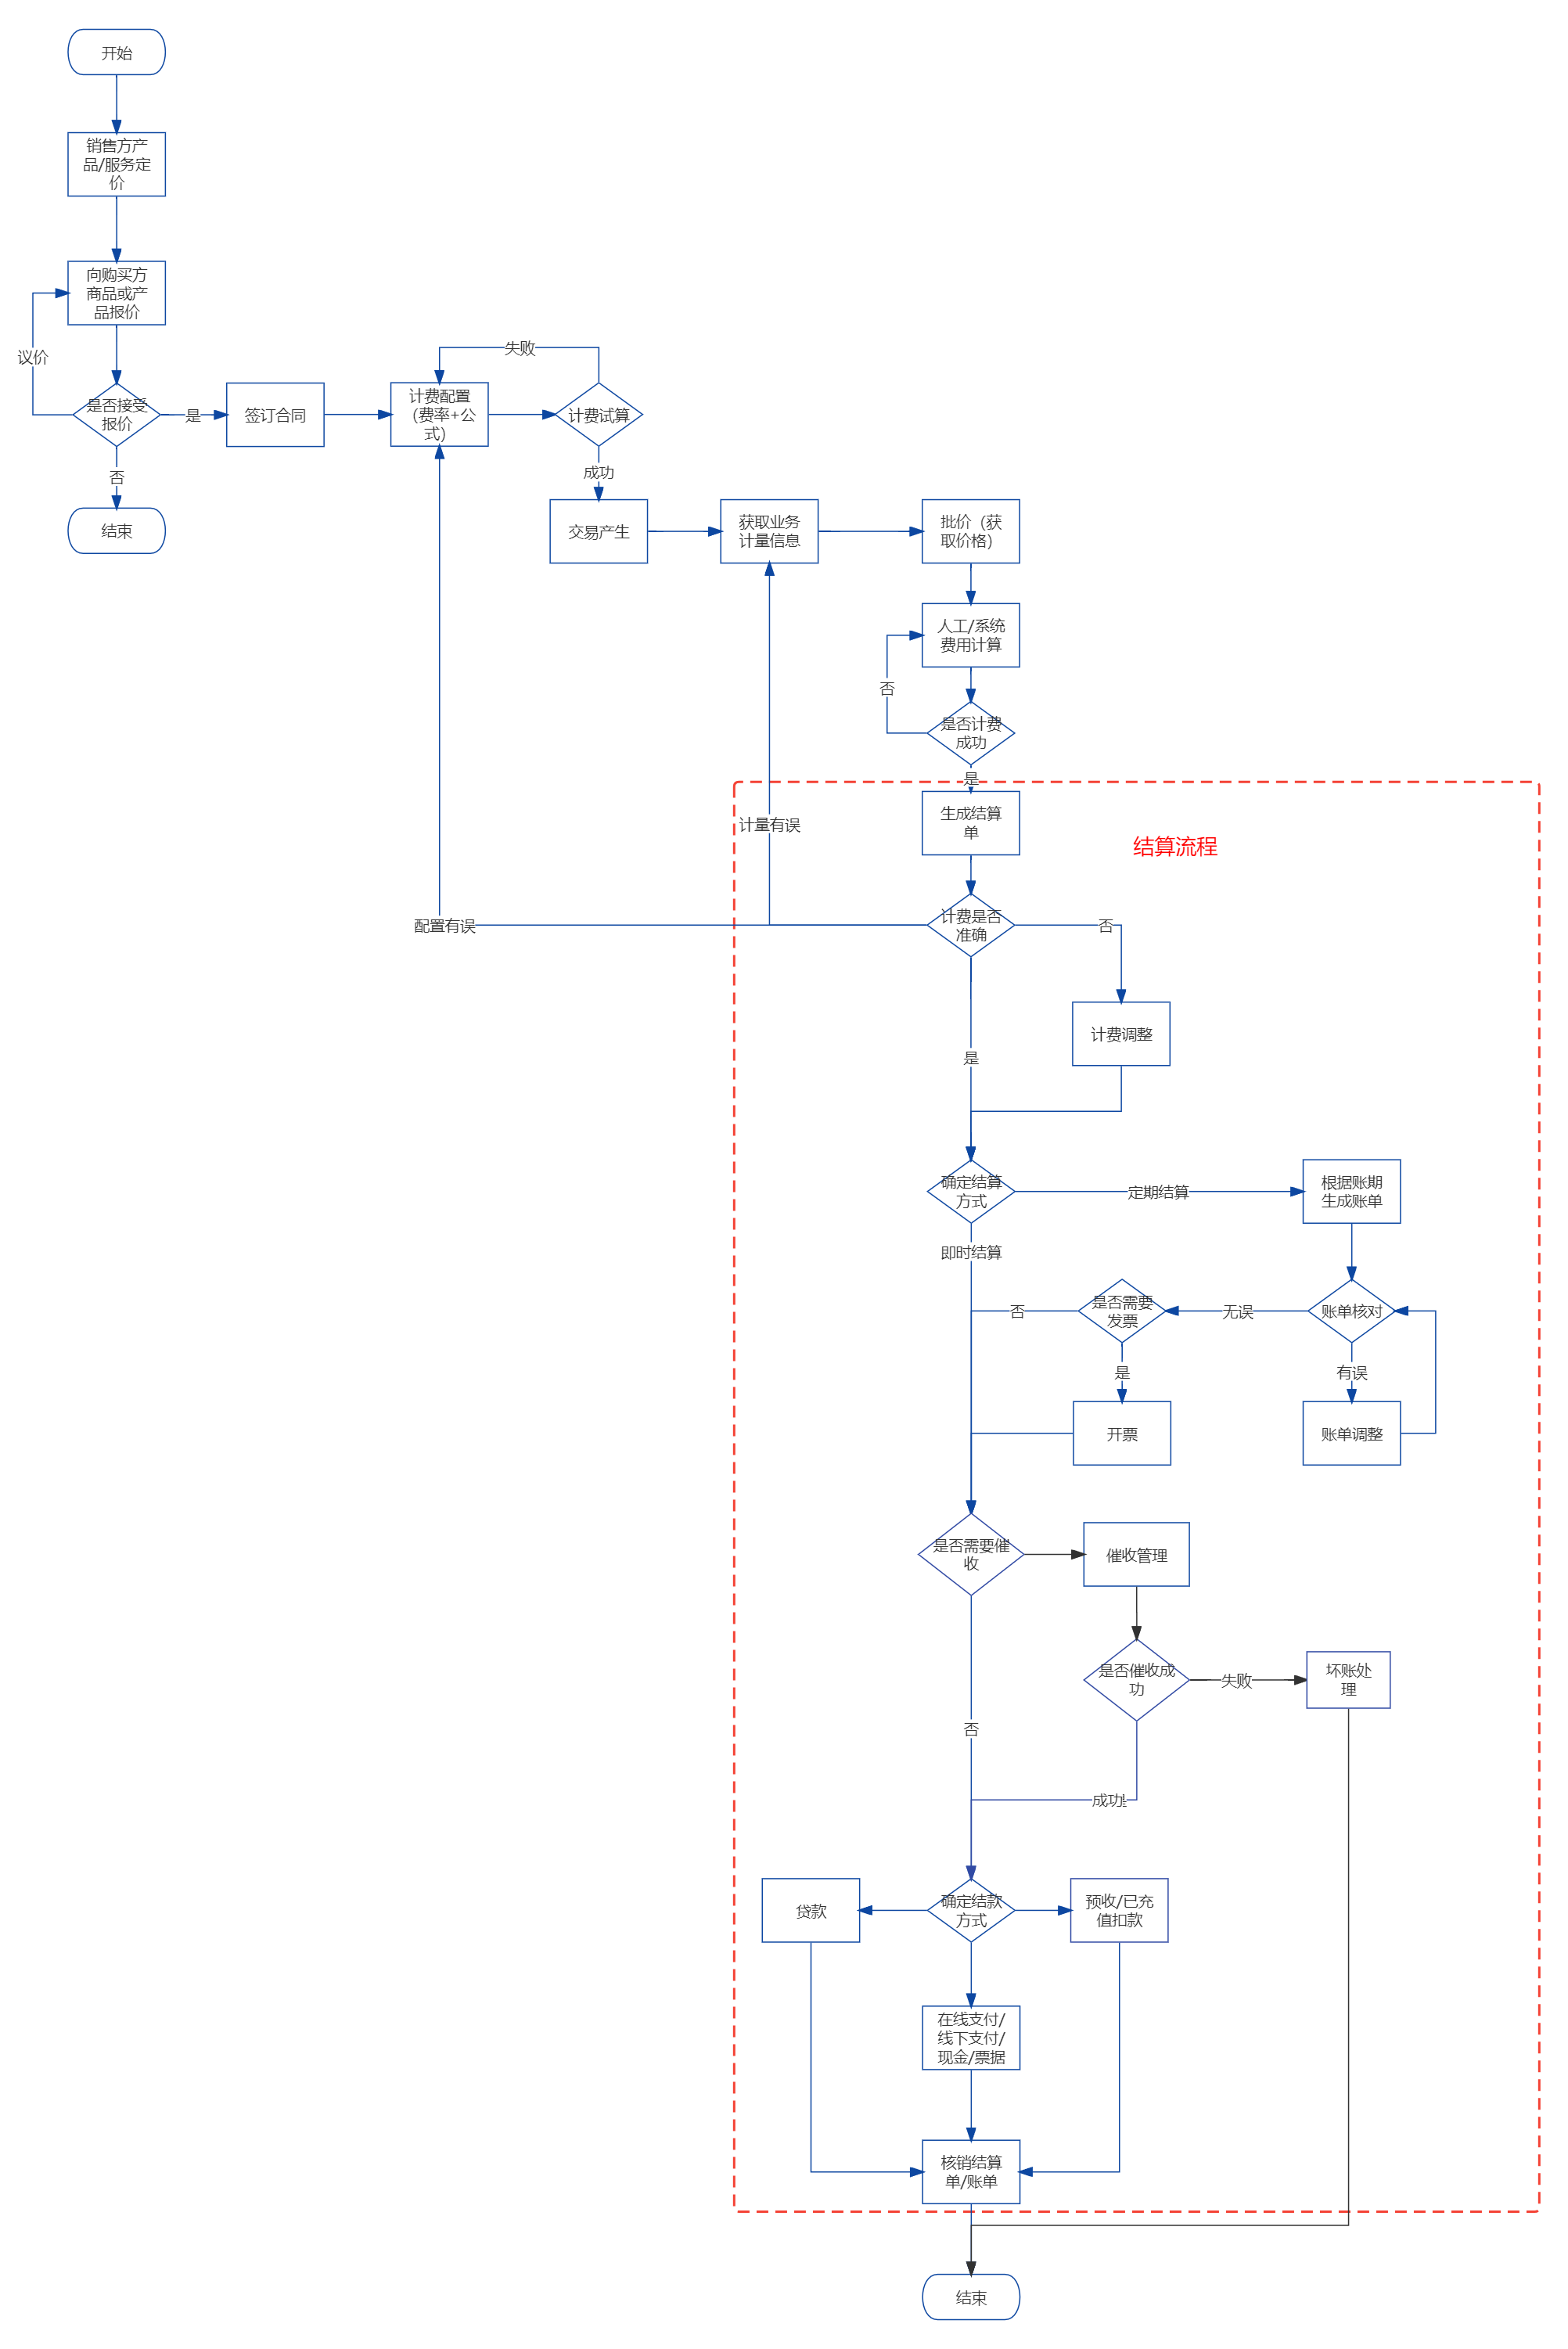 开始
销售方产
品/服务定
价
向购买方
商品或产
品报价
议价
是否接受
报价
是
否
结束
签订合同
计费配置
（费率+公
式）
失败
计费试算
成功
交易产生
获取业务
计量信息
批价（获
取价格）
人工/系统
费用计算
否
是否计费
成功
是
生成结算
单
结算流程
计量有误
配置有误
计费是否
准确
否
计费调整
是
确定结算
方式
定期结算
根据账期
生成账单
即时结算
否
是否需要
发票
无误
账单核对
是
有误
开票
账单调整
是否需要催
收
催收管理
是否催收成
功
失败
坏账处
理
否
成功
贷款
确定结款
方式
预收/已充
值扣款
在线支付/
线下支付/
现金/票据
核销结算
单/账单
结束